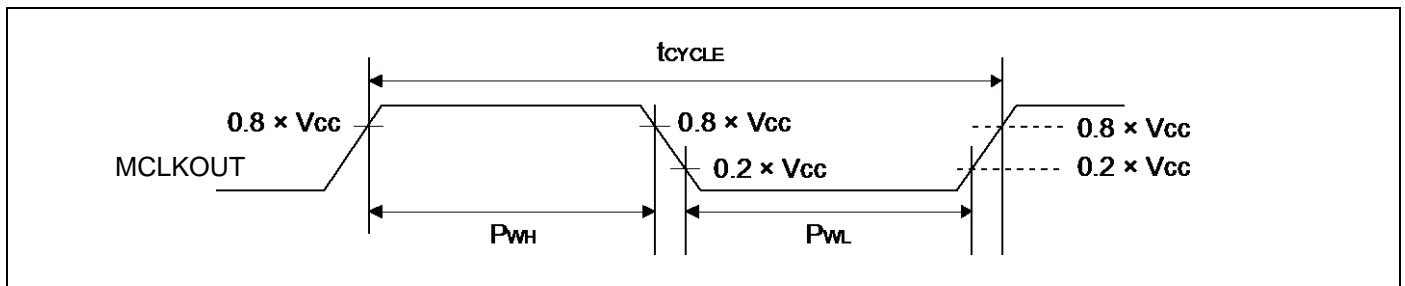 tCYCLE
0.8 × Vcc
0.8 × Vcc
0.8 × Vcc
MCLKOUT
0.2 × Vcc
0.2 × Vcc
PWH
PWL